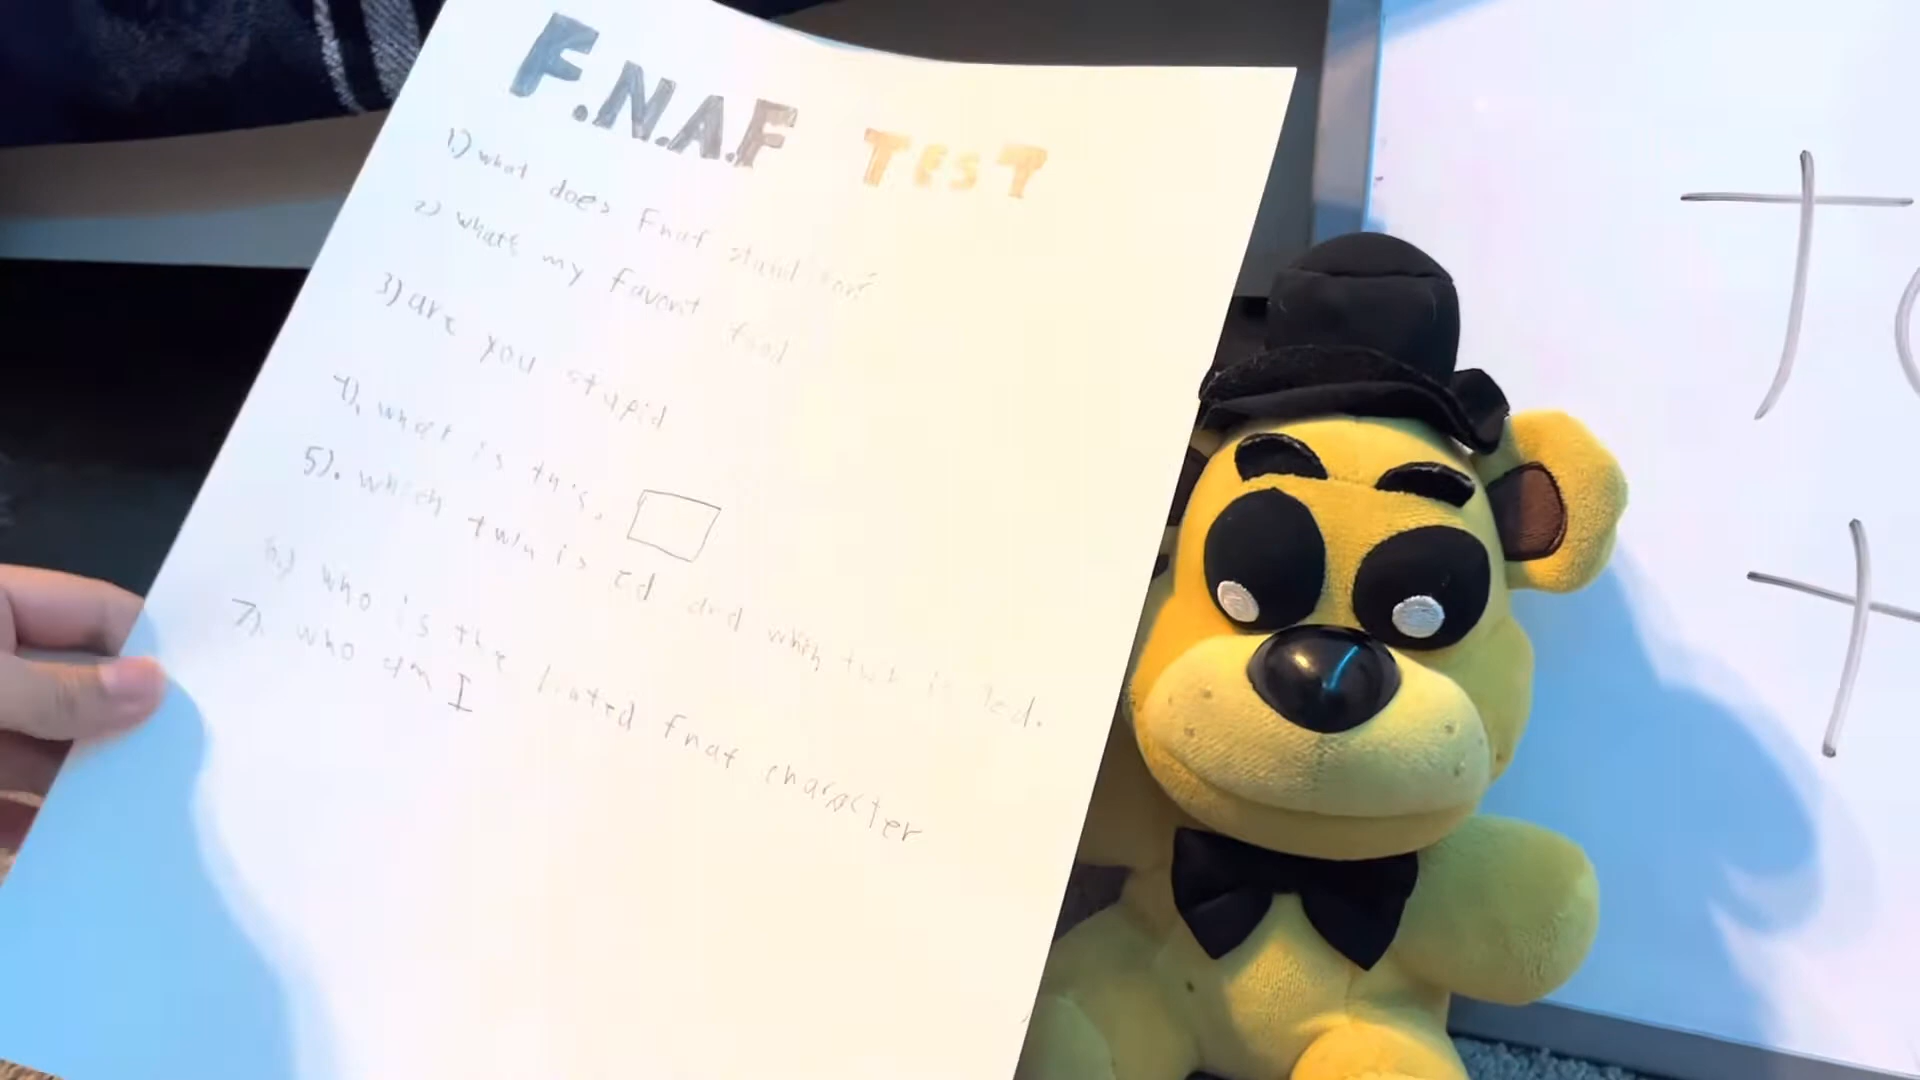 F.N.A.F TEST
1.) what does Fnaf stand for?
2) whats my favorit food
3) are you stupid
4). what is this,
5). which twin is ed and which twin is Ted.
6.) who is the hated fnaf character
7). who am I